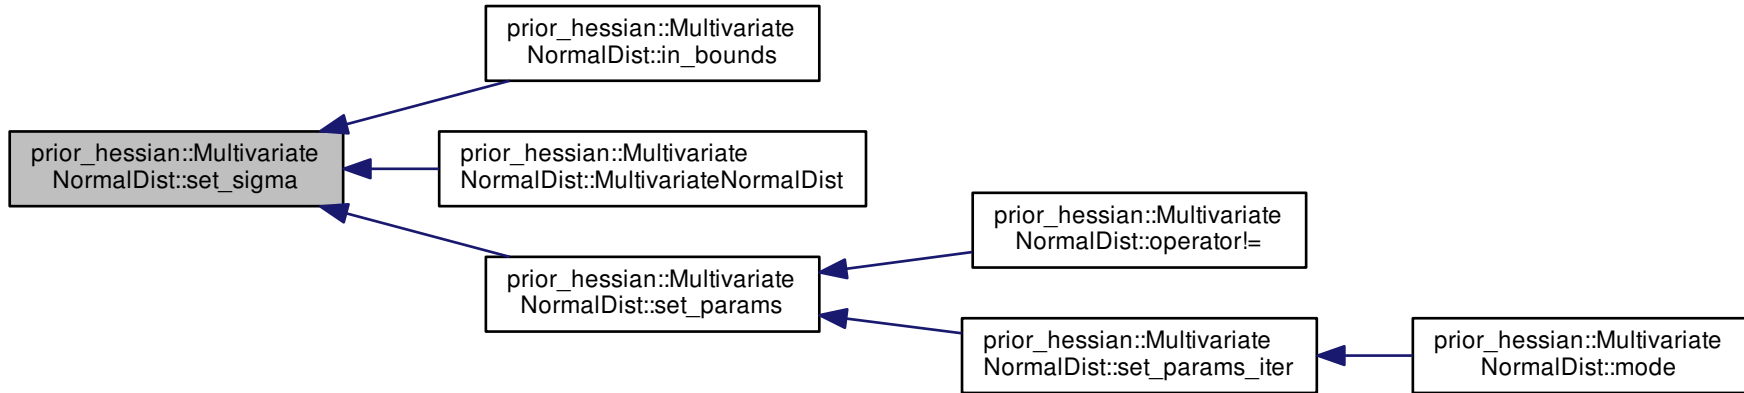 prior_hessian::Multivariate
NormalDist::in_bounds
prior_hessian::Multivariate
NormalDist::set_sigma
prior_hessian::Multivariate
NormalDist::MultivariateNormalDist
prior_hessian::Multivariate
NormalDist::set_params
prior_hessian::Multivariate
NormalDist::operator!=
prior_hessian::Multivariate
NormalDist::set_params_iter
prior_hessian::Multivariate
NormalDist::mode